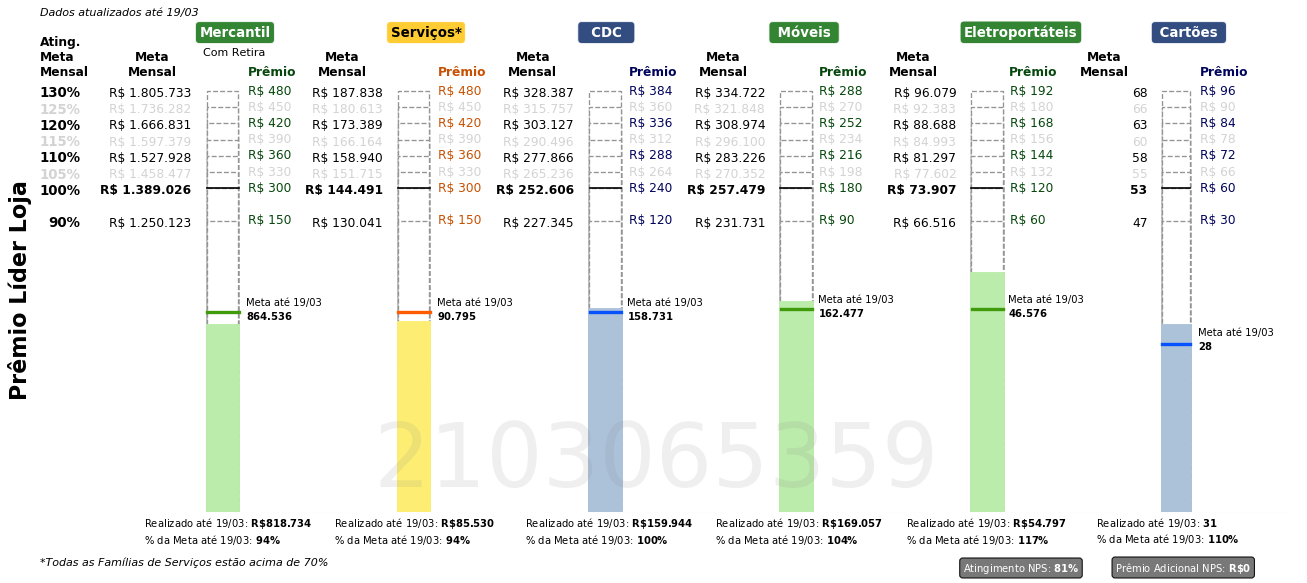 Dados atualizados até 19/03
Mercantil Serviços* CDC Móveis Eletroportáteis Cartões
Com Retira
Ating. Meta Mensal Meta Mensal Prêmio Meta Mensal Prêmio Meta Mensal Prêmio Meta Mensal Prêmio Meta Mensal Prêmio Meta Mensal Prêmio
130% R$ 1.805.733 R$ 480 R$ 187.838 R$ 480 R$ 328.387 R$ 384 R$ 334.722 R$ 288 R$ 96.079 R$ 192 68 R$ 96
125% R$ 1.736.282 R$ 450 R$ 180.613 R$ 450 R$ 315.757 R$ 360 R$ 321.848 R$ 270 R$ 92.383 R$ 180 66 R$ 90
120% R$ 1.666.831 R$ 420 R$ 173.389 R$ 420 R$ 303.127 R$ 336 R$ 308.974 R$ 252 R$ 88.688 R$ 168 63 R$ 84
115% R$ 1.597.379 R$ 390 R$ 166.164 R$ 390 R$ 290.496 R$ 312 R$ 296.100 R$ 234 R$ 84.993 R$ 156 60 R$ 78
110% R$ 1.527.928 R$ 360 R$ 158.940 R$ 360 R$ 277.866 R$ 288 R$ 283.226 R$ 216 R$ 81.297 R$ 144 58 R$ 72
105% R$ 1.458.477 R$ 330 R$ 151.715 R$ 330 R$ 265.236 R$ 264 R$ 270.352 R$ 198 R$ 77.602 R$ 132 55 R$ 66
100% R$ 1.389.026 R$ 300 R$ 144.491 R$ 300 R$ 252.606 R$ 240 R$ 257.479 R$ 180 R$ 73.907 R$ 120 53 R$ 60
90% R$ 1.250.123 R$ 150 R$ 130.041 R$ 150 R$ 227.345 R$ 120 R$ 231.731 R$ 90 R$ 66.516 R$ 60 47 R$ 30
Prêmio Líder Loja
Meta até 19/03 Meta até 19/03 Meta até 19/03 Meta até 19/03 Meta até 19/03 Meta até 19/03
864.536 90.795 158.731 162.477 46.576 28
2103065359
Realizado até 19/03: R$818.734 Realizado até 19/03: R$85.530 Realizado até 19/03: R$159.944 Realizado até 19/03: R$169.057 Realizado até 19/03: R$54.797 Realizado até 19/03: 31
% da Meta até 19/03: 94% % da Meta até 19/03: 94% % da Meta até 19/03: 100% % da Meta até 19/03: 104% % da Meta até 19/03: 117% % da Meta até 19/03: 110%
*Todas as Famílias de Serviços estão acima de 70% Atingimento NPS: 81% Prêmio Adicional NPS: R$0